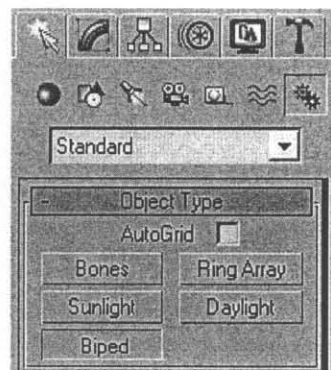 Standard
- Object Type
AutoGrid
Bones Ring Array
Sunlight Daylight
Biped